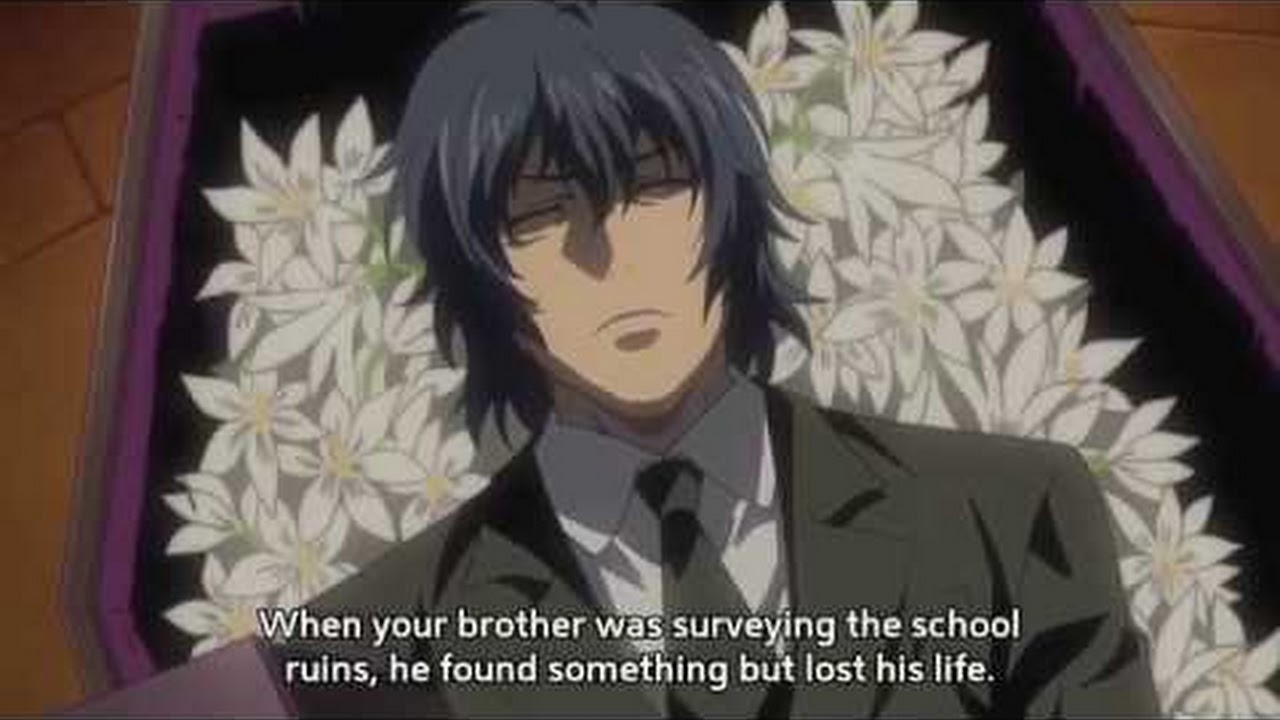 When your brother was surveying the school
ruins, he found something but lost his life.